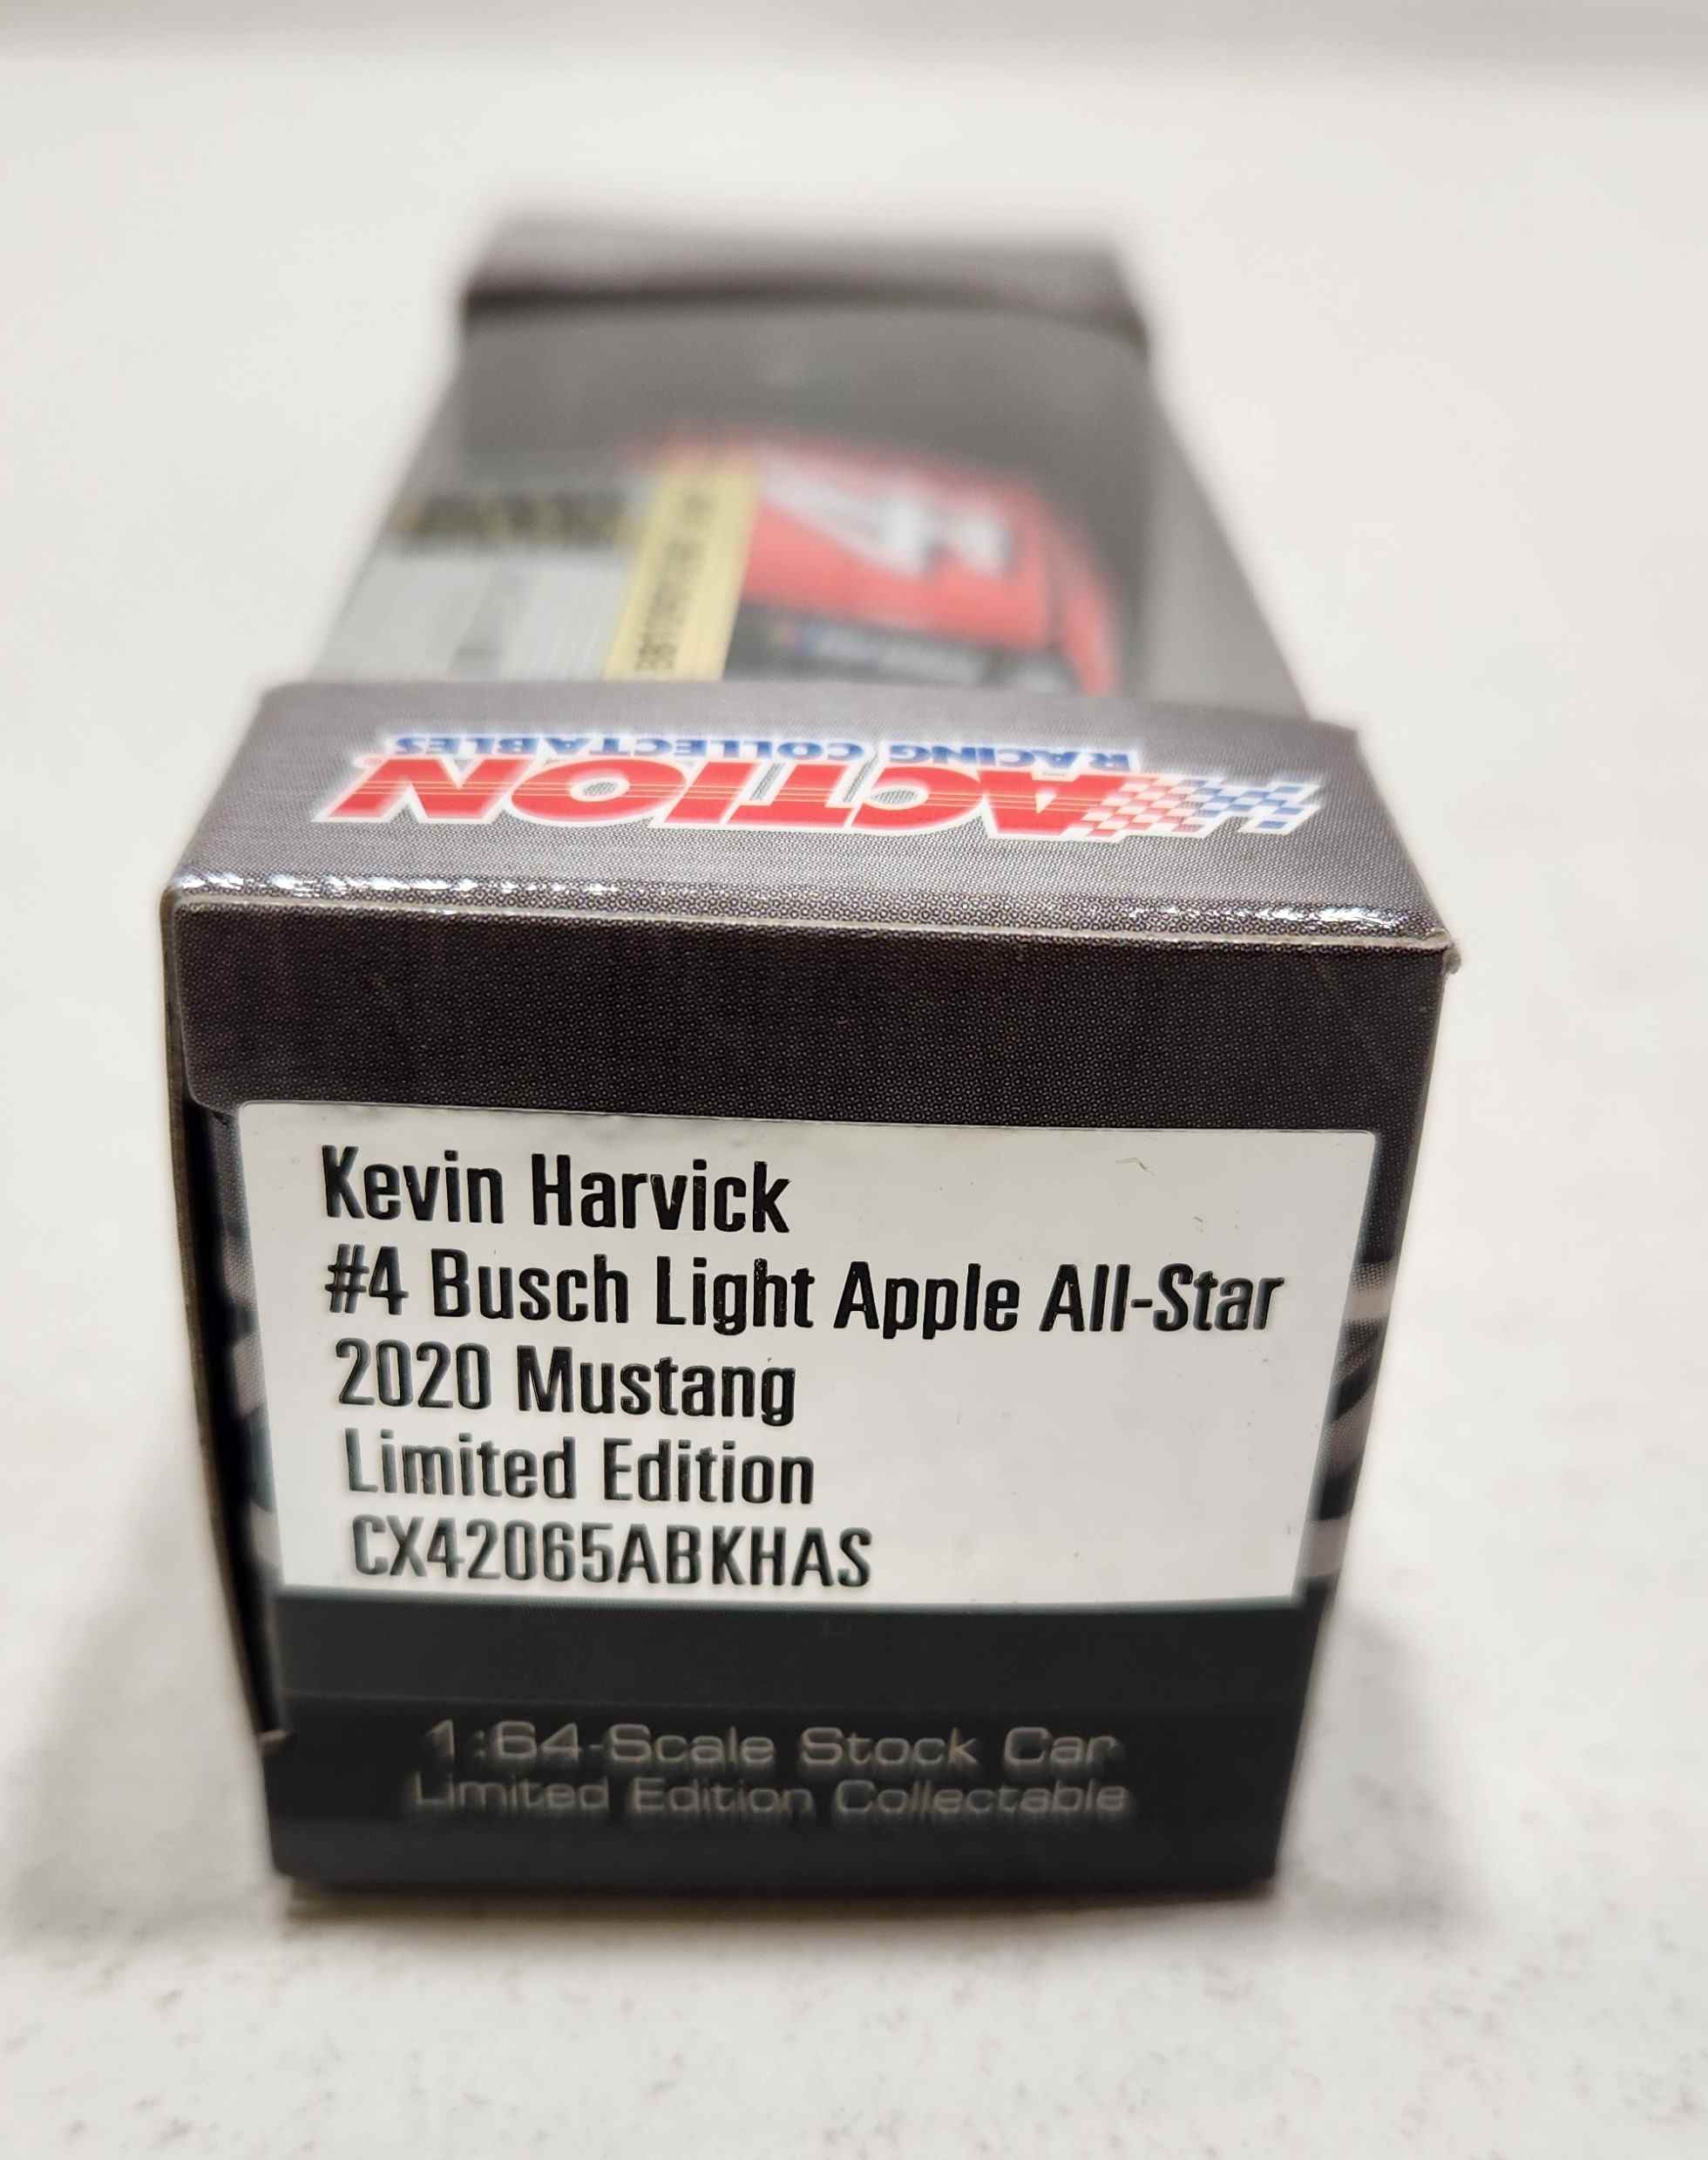 ACTION
RACING COLLECTABLES
Kevin Harvick
#4 Busch Light Apple All-Star
2020 Mustang
Limited Edition
CX42065ABKHAS
1:64-Scale Stock Car
Limited Edition Collectable
4